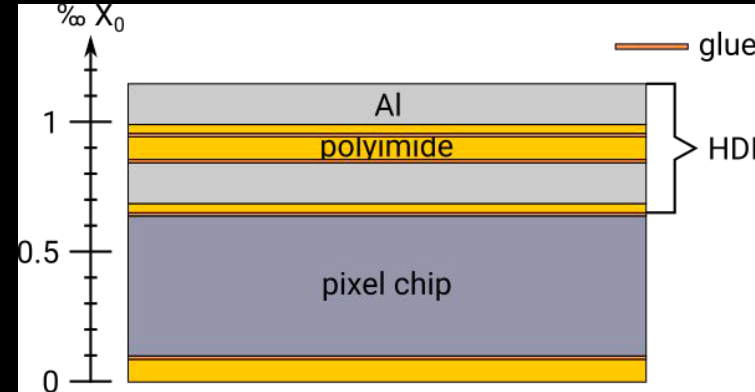 ‰ X₀
glue
Al
1
polyimide
HDI
0.5
pixel chip
0